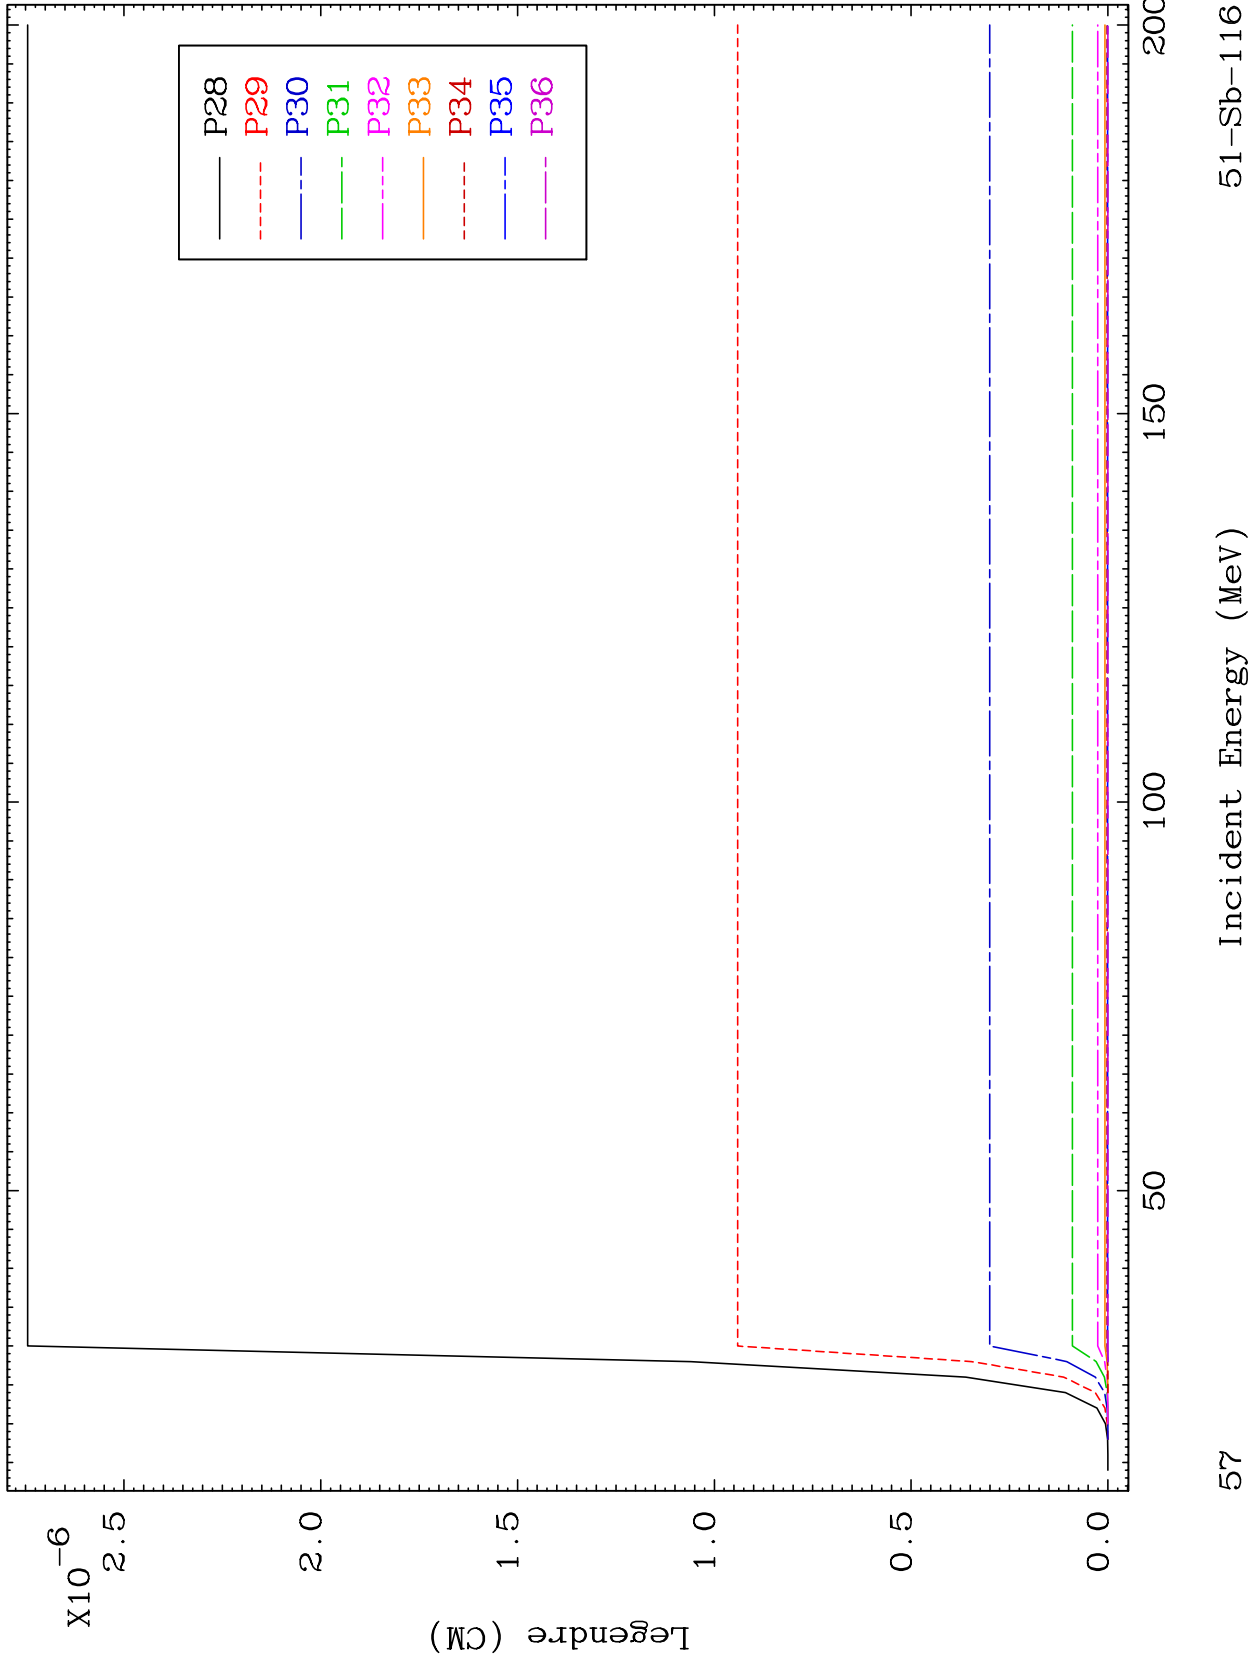 X10-6
2.5
2.0
1.5
1.0
0.5
0.0
Legendre (CM)
P28
P29
P30
P31
P32
P33
P34
P35
P36
50
100
150
200
57
Incident Energy (MeV)
51-Sb-116